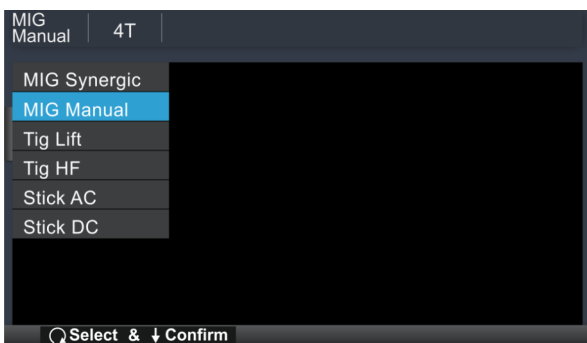 MIG
Manual 4T
MIG Synergic
MIG Manual
Tig Lift
Tig HF
Stick AC
Stick DC
Select & ↓ Confirm